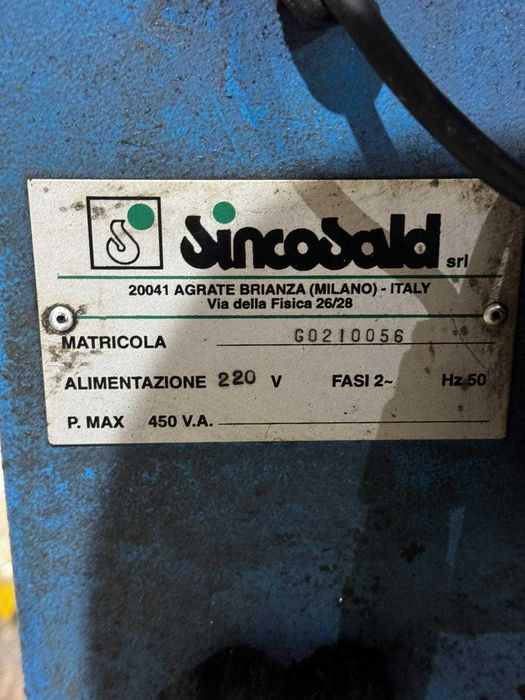 SincoSald srl
20041 AGRATE BRIANZA (MILANO) - ITALY
Via della Fisica 26/28
MATRICOLA G0210056
ALIMENTAZIONE 220 V FASI 2~ Hz 50
P. MAX 450 V.A.